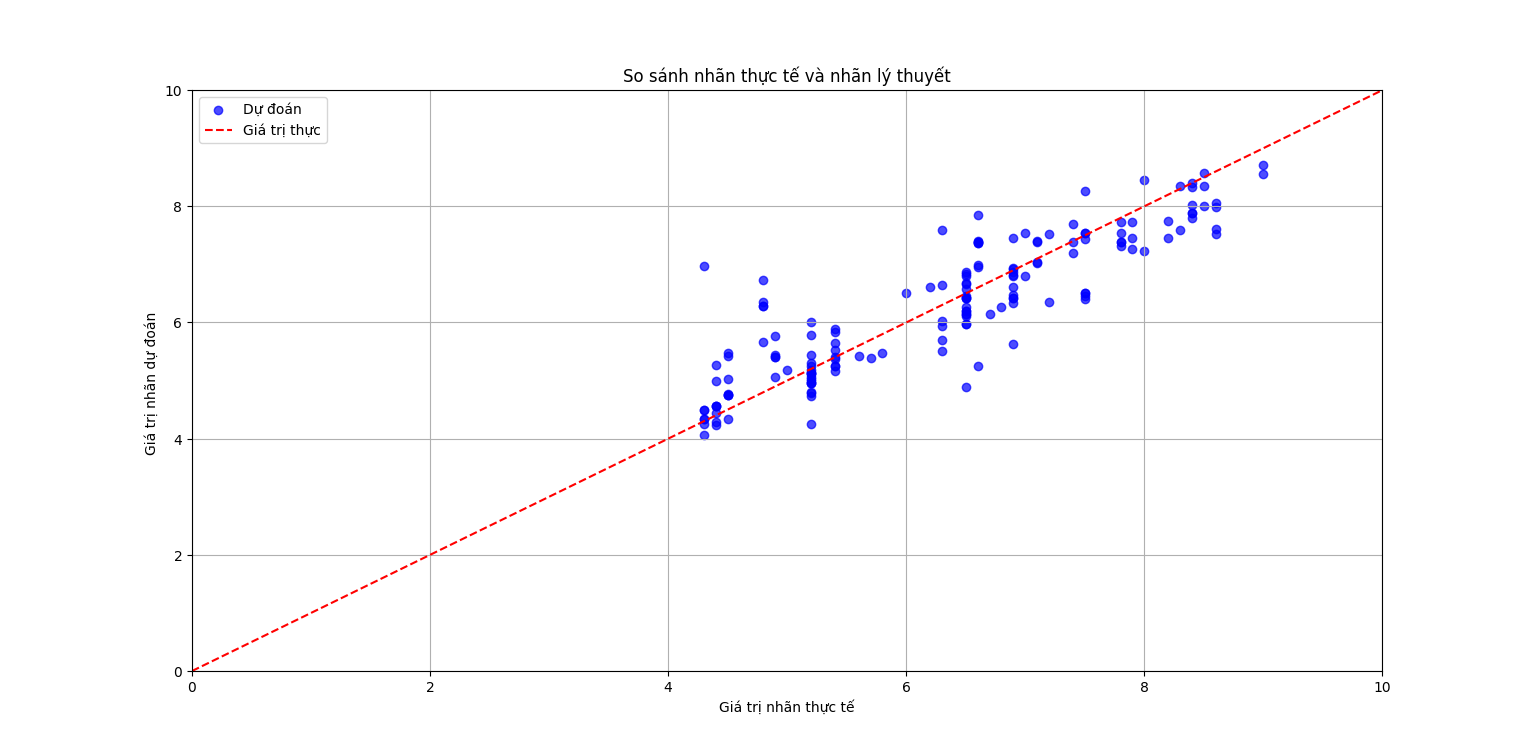 So sánh nhãn thực tế và nhãn lý thuyết
Dự đoán
Giá trị thực
10
8
6
4
2
0
Giá trị nhãn dự đoán
0 2 4 6 8 10
Giá trị nhãn thực tế